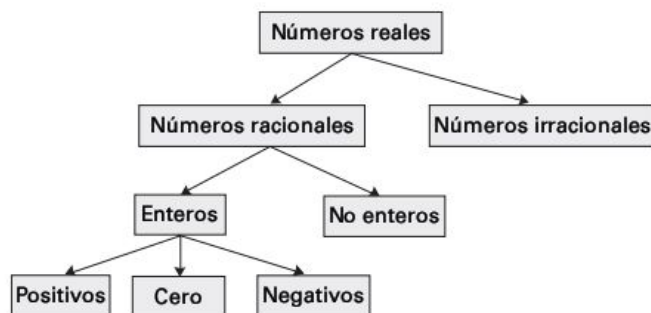 Números reales
Números racionales
Números irracionales
Enteros
No enteros
Positivos
Cero
Negativos